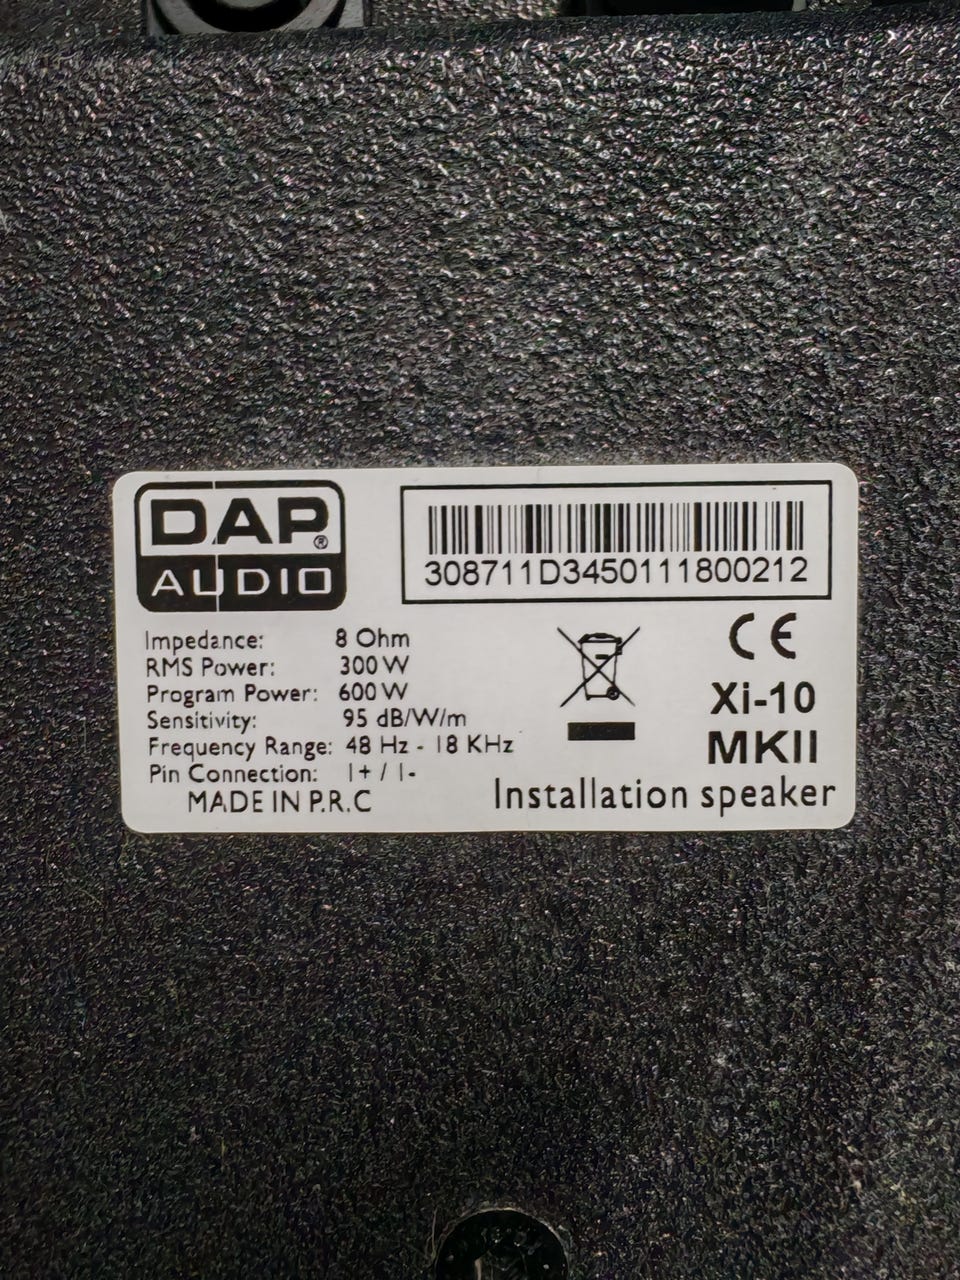 DAP®
AUDIO
308711D3450111800212
Impedance: 8 Ohm
RMS Power: 300 W
Program Power: 600 W
Sensitivity: 95 dB/W/m
Frequency Range: 48 Hz - 18 KHz
Pin Connection: 1+ / 1-
MADE IN P.R.C
CE
Xi-10
MKII
Installation speaker